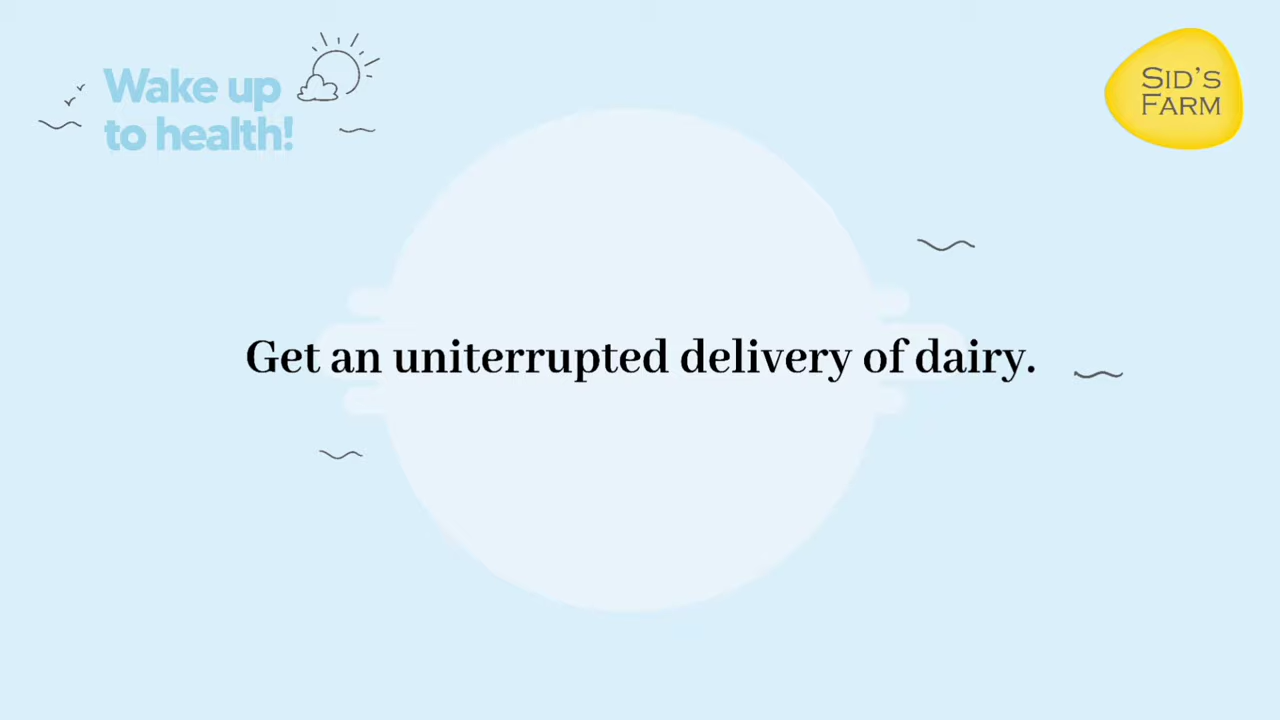 Wake up
to health!
SID'S
FARM
Get an uniterrupted delivery of dairy.